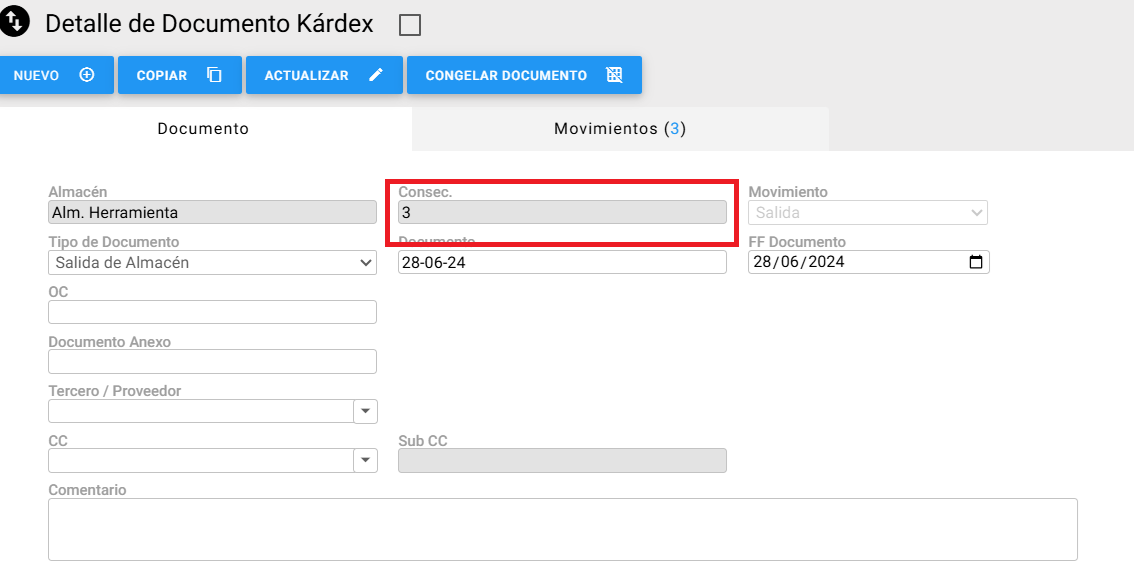 Detalle de Documento Kárdex
NUEVO COPIAR ACTUALIZAR CONGELAR DOCUMENTO
Documento Movimientos (3)
Almacén Consec. Movimiento
Alm. Herramienta 3 Salida
Tipo de Documento Documento FF Documento
Salida de Almacén 28-06-24 28/06/2024
OC
Documento Anexo
Tercero / Proveedor
CC Sub CC
Comentario